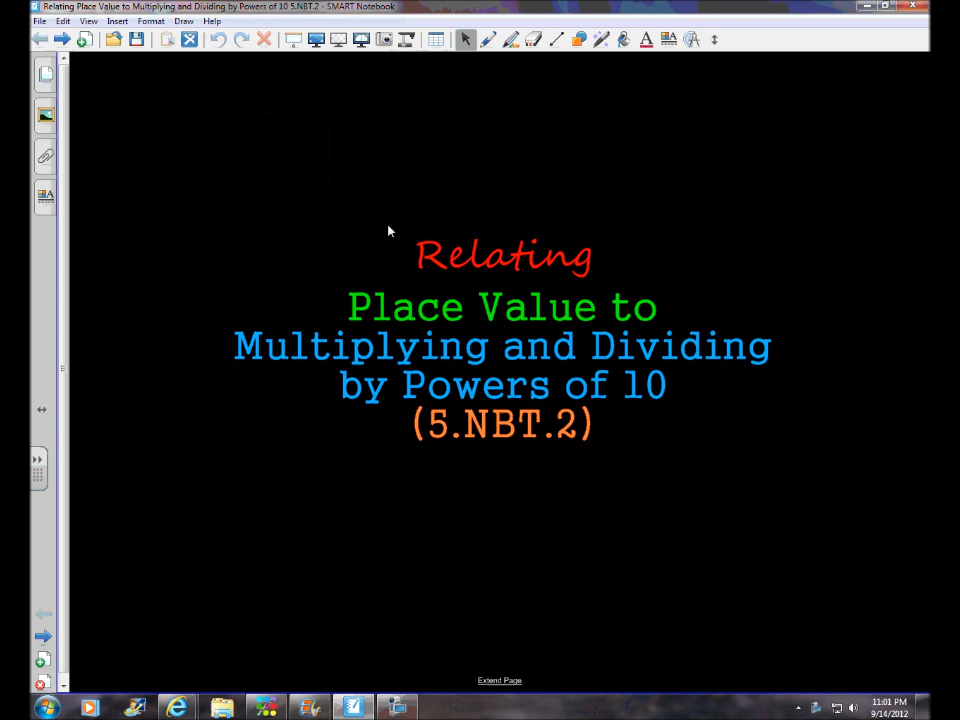 Relating Place Value to Multiplying and Dividing by Powers of 10 5.NBT.2 - SMART Notebook
File Edit View Insert Format Draw Help
Relating
Place Value to
Multiplying and Dividing
by Powers of 10
(5.NBT.2)
Extend Page
11:01 PM
9/14/2012